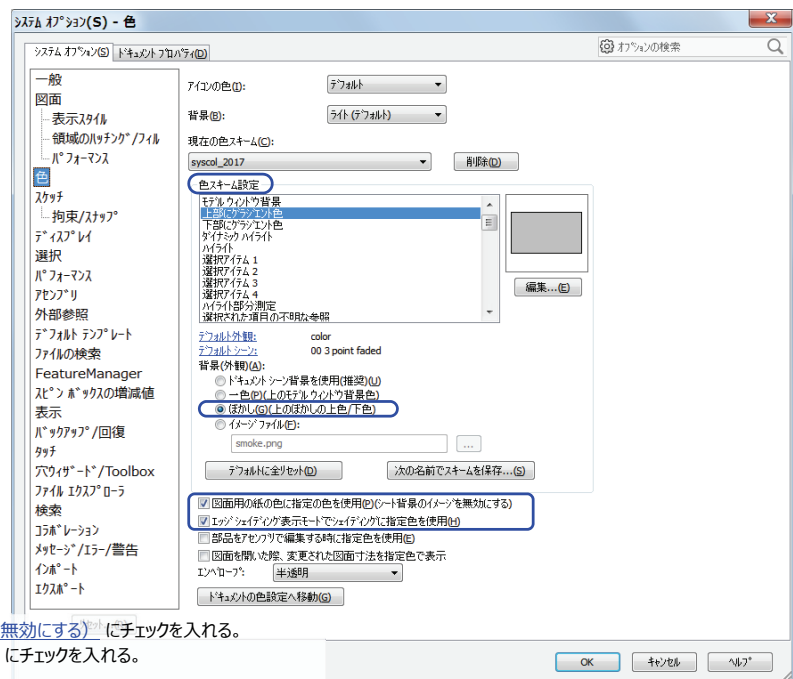 システム オプション(S) - 色
システム オプション(S) ドキュメント プロパティ(D)
オプションの検索
一般
図面
表示スタイル
領域のハッチング/フィル
パフォーマンス
色
スケッチ
拘束/スナップ
ディスプレイ
選択
パフォーマンス
アセンブリ
外部参照
デフォルト テンプレート
ファイルの検索
FeatureManager
スピン ボックスの増減値
表示
バックアップ/回復
タッチ
穴ウィザード/Toolbox
ファイル エクスプローラ
検索
コラボレーション
メッセージ/エラー/警告
インポート
エクスポート
アイコンの色(I): デフォルト
背景(B): ライト (デフォルト)
現在の色スキーム(C):
syscol_2017 削除(D)
色スキーム設定
モデル ウィンドウ背景
上部にグラジエント色
下部にグラジエント色
ダイナミック ハイライト
ハイライト
選択アイテム 1
選択アイテム 2
選択アイテム 3
選択アイテム 4
ハイライト部分測定
選択された項目の不明な参照
編集...(E)
デフォルト外観: color
デフォルト シーン: 00 3 point faded
背景(外観)(A):
ドキュメント シーン背景を使用(推奨)(U)
一色(P)(上のモデル ウィンドウ背景色)
ぼかし(G)(上のぼかしの上色/下色)
イメージ ファイル(F):
smoke.png ...
デフォルトに全リセット(D) 次の名前でスキームを保存...(S)
図面用の紙の色に指定の色を使用(P)(シート背景のイメージを無効にする)
エッジ シェイディング表示モードでシェイディングに指定色を使用(H)
部品をアセンブリで編集する時に指定色を使用(E)
図面を開いた際、変更された図面寸法を指定色で表示
エンベロープ: 半透明
ドキュメントの色設定へ移動(G)
無効にする） にチェックを入れる。
にチェックを入れる。
OK キャンセル ヘルプ